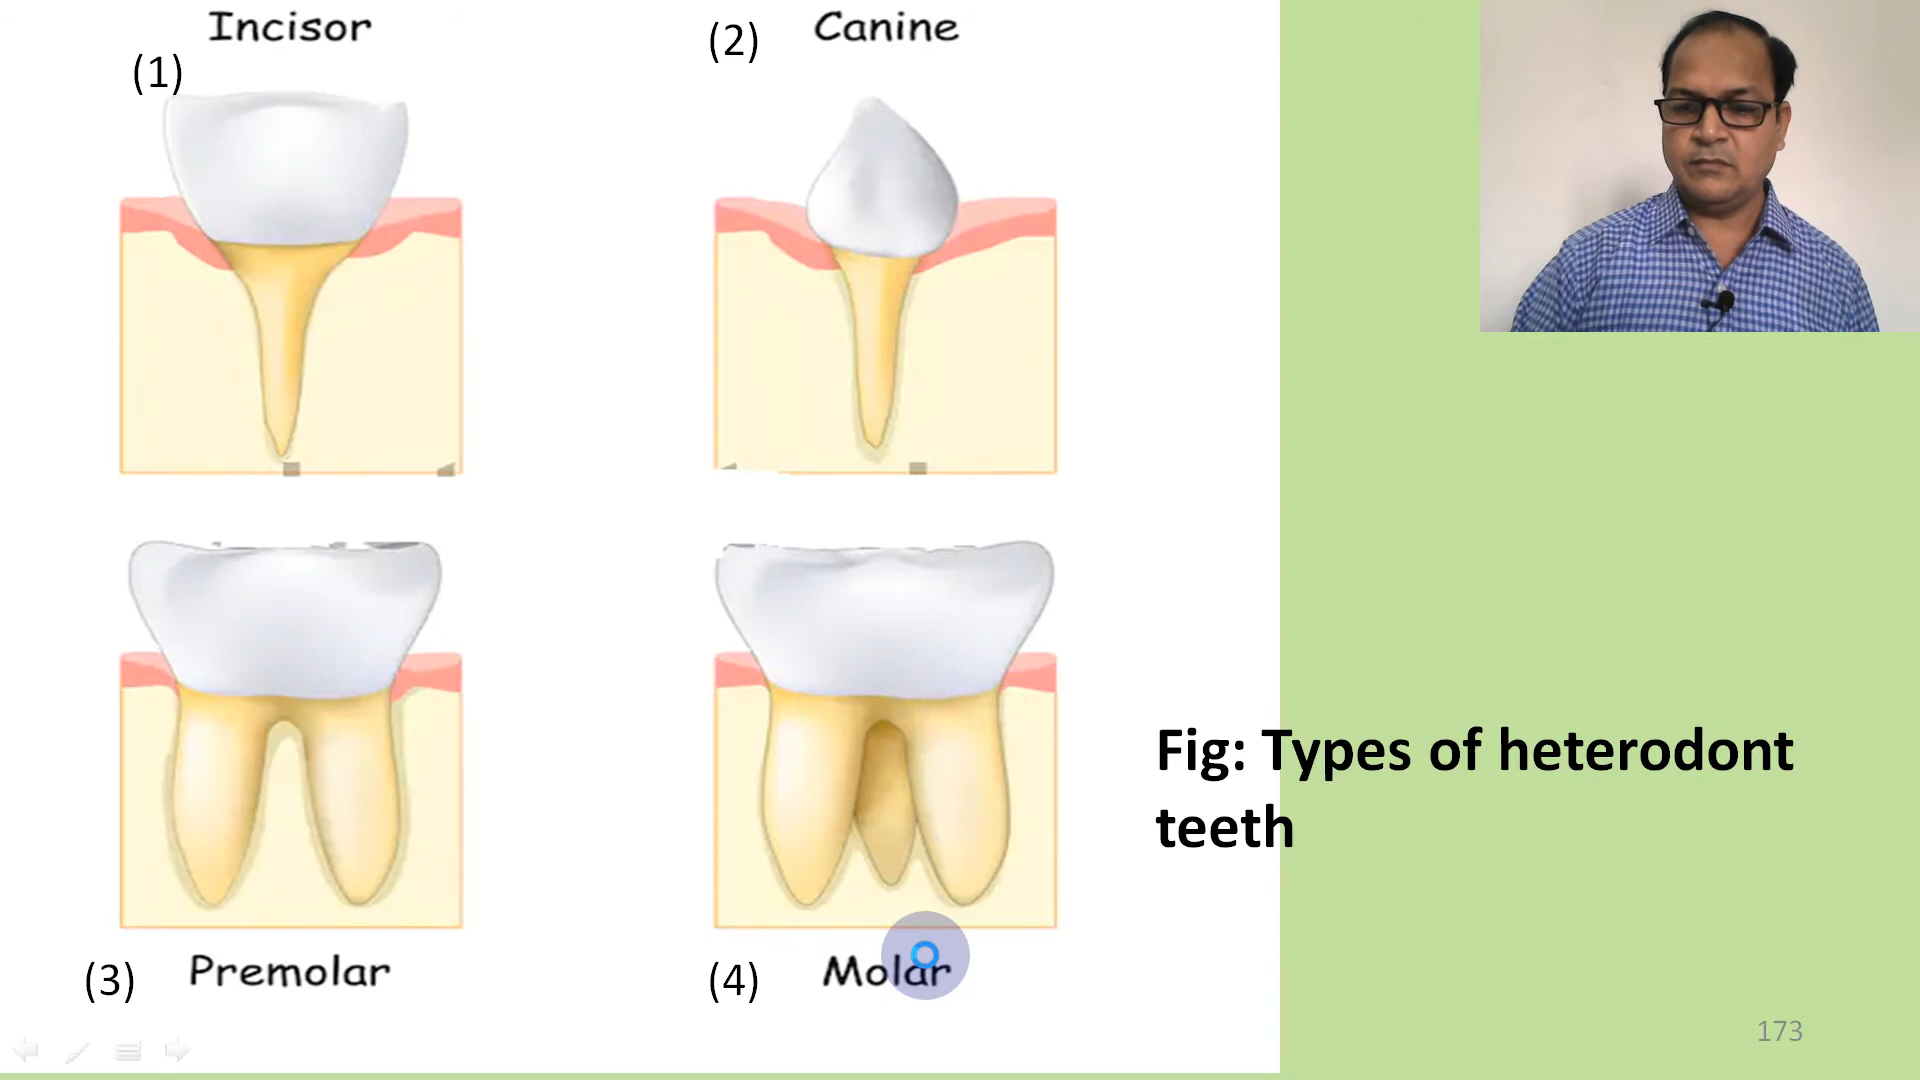 Incisor
(1)
(2)
Canine
Fig: Types of heterodont
teeth
(3)
Premolar
(4)
Molar
173